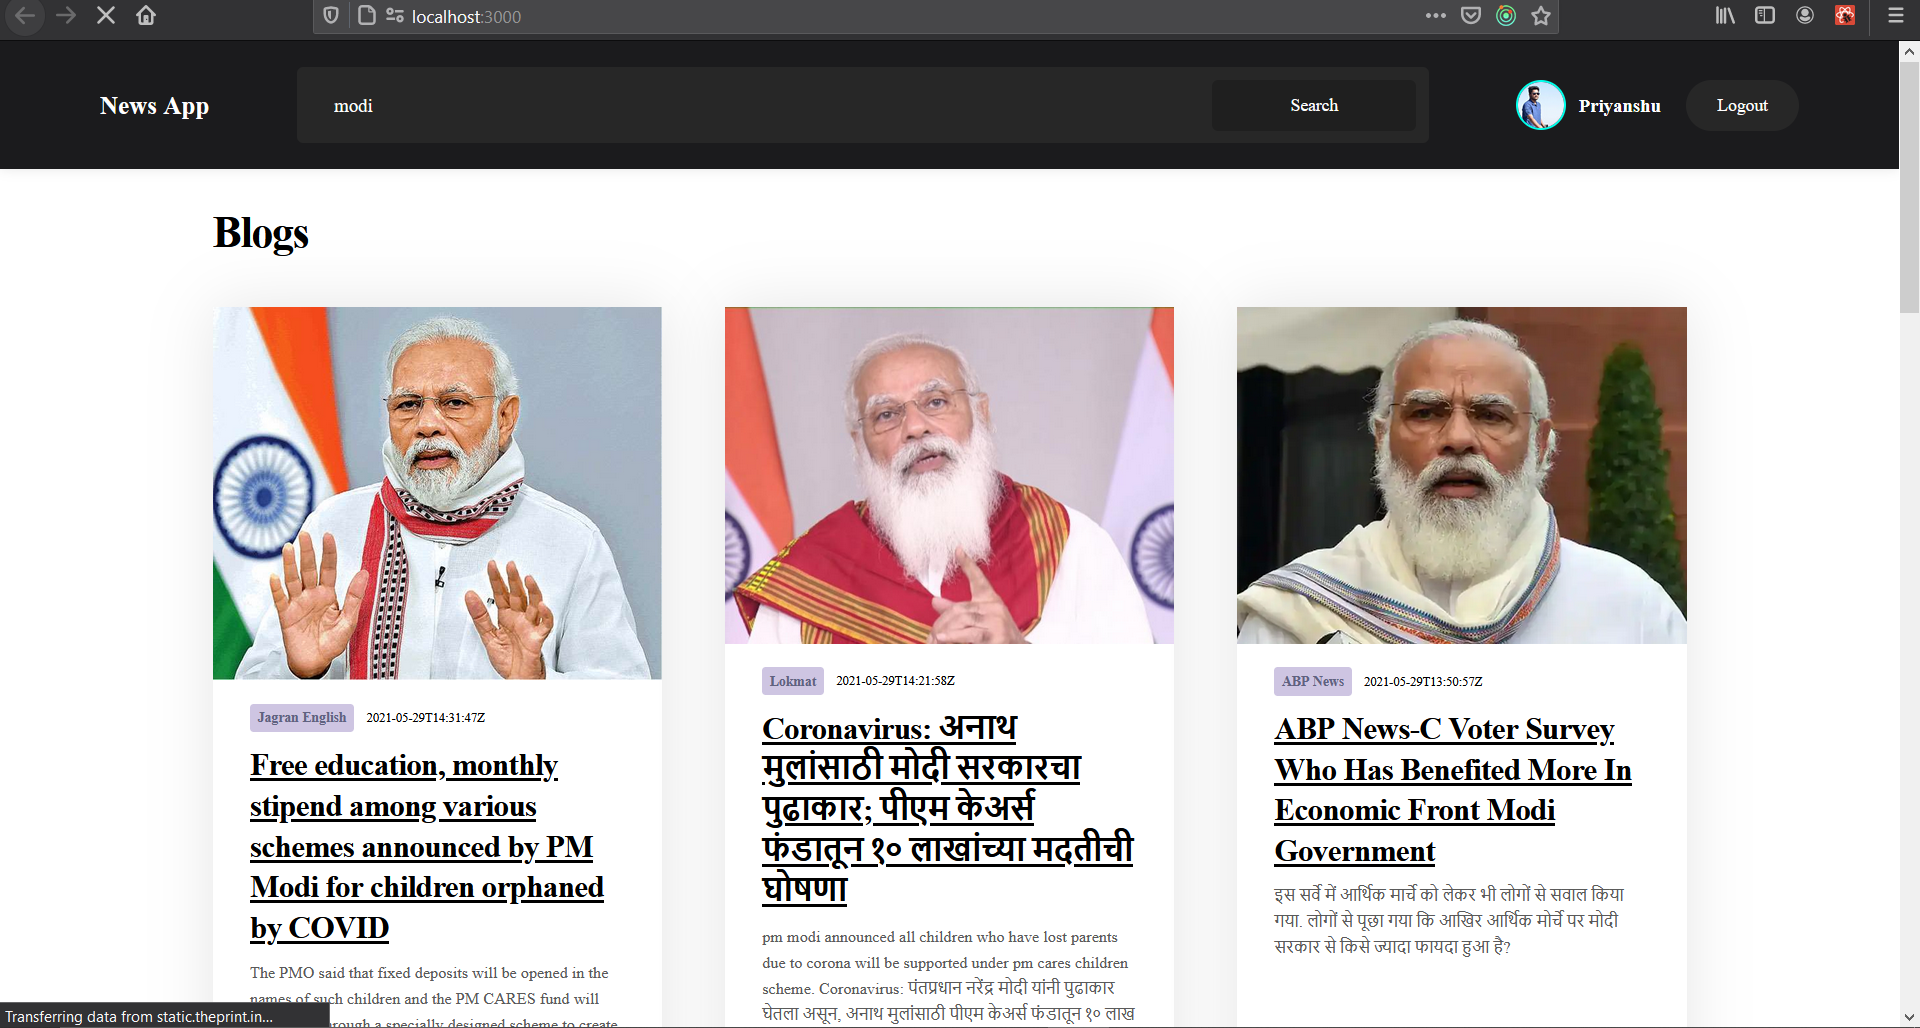 localhost:3000
News App
modi
Search
Priyanshu
Logout
Blogs
Jagran English 2021-05-29T14:31:47Z
Free education, monthly
stipend among various
schemes announced by PM
Modi for children orphaned
by COVID
The PMO said that fixed deposits will be opened in the
names of such children and the PM CARES fund will
through a specially designed scheme to create
Lokmat 2021-05-29T14:21:58Z
Coronavirus: अनाथ
मुलांसाठी मोदी सरकारचा
पुढाकार; पीएम केअर्स
फंडातून १० लाखांच्या मदतीची
घोषणा
pm modi announced all children who have lost parents
due to corona will be supported under pm cares children
scheme. Coronavirus: पंतप्रधान नरेंद्र मोदी यांनी पुढाकार
घेतला असून, अनाथ मुलांसाठी पीएम केअर्स फंडातून १० लाख
ABP News 2021-05-29T13:50:57Z
ABP News-C Voter Survey
Who Has Benefited More In
Economic Front Modi
Government
इस सर्वे में आर्थिक मार्चे को लेकर भी लोगों से सवाल किया
गया. लोगों से पूछा गया कि आखिर आर्थिक मोर्चे पर मोदी
सरकार से किसे ज्यादा फायदा हुआ है?
Transferring data from static.theprint.in...